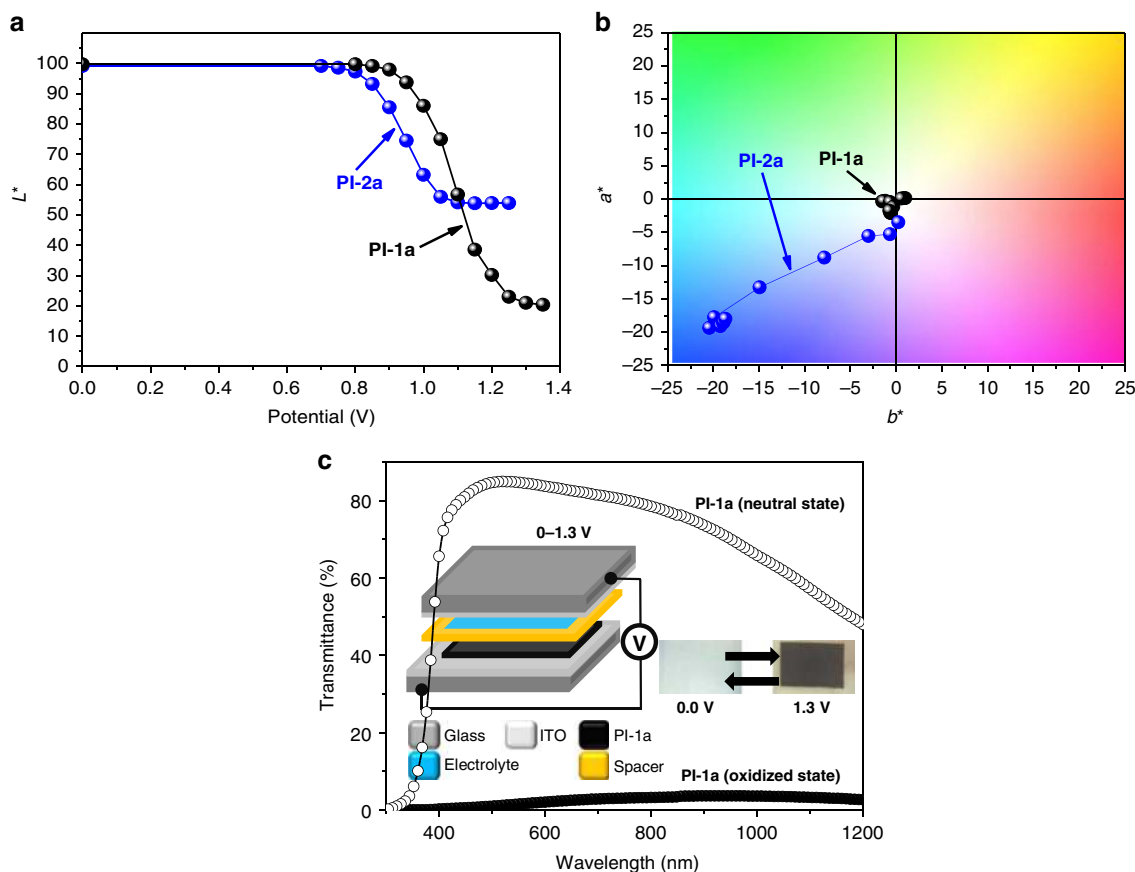 a
100
90
80
70
60
50
40
30
20
10
0
L*
PI-2a
PI-1a
0.0 0.2 0.4 0.6 0.8 1.0 1.2 1.4
Potential (V)
b
25
20
15
10
5
0
–5
–10
–15
–20
–25
a*
PI-2a
PI-1a
–25 –20 –15 –10 –5 0 5 10 15 20 25
b*
c
80
60
40
20
0
Transmittance (%)
PI-1a (neutral state)
0–1.3 V
V
0.0 V 1.3 V
Glass ITO PI-1a
Electrolyte Spacer
PI-1a (oxidized state)
400 600 800 1000 1200
Wavelength (nm)